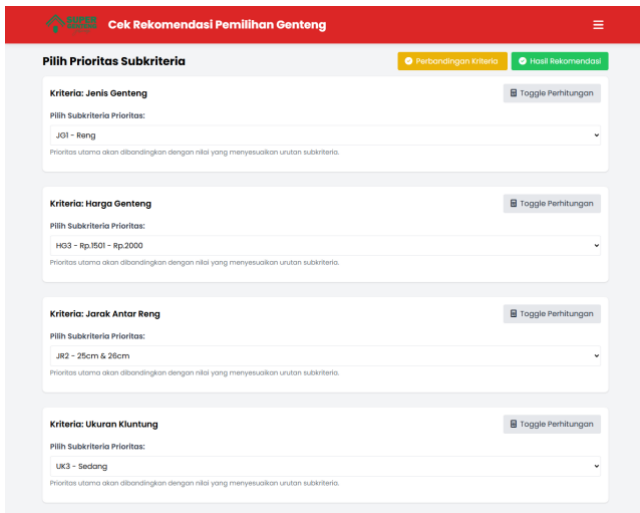 Cek Rekomendasi Pemilihan Genteng
Pilih Prioritas Subkriteria
Perbandingan Kriteria
Hasil Rekomendasi
Kriteria: Jenis Genteng
Toggle Perhitungan
Pilih Subkriteria Prioritas:
JG1 - Reng
Prioritas utama akan dibandingkan dengan nilai yang menyesuaikan urutan subkriteria.
Kriteria: Harga Genteng
Toggle Perhitungan
Pilih Subkriteria Prioritas:
HG3 - Rp.1501 - Rp.2000
Prioritas utama akan dibandingkan dengan nilai yang menyesuaikan urutan subkriteria.
Kriteria: Jarak Antar Reng
Toggle Perhitungan
Pilih Subkriteria Prioritas:
JR2 - 25cm & 26cm
Prioritas utama akan dibandingkan dengan nilai yang menyesuaikan urutan subkriteria.
Kriteria: Ukuran Kluntung
Toggle Perhitungan
Pilih Subkriteria Prioritas:
UK3 - Sedang
Prioritas utama akan dibandingkan dengan nilai yang menyesuaikan urutan subkriteria.